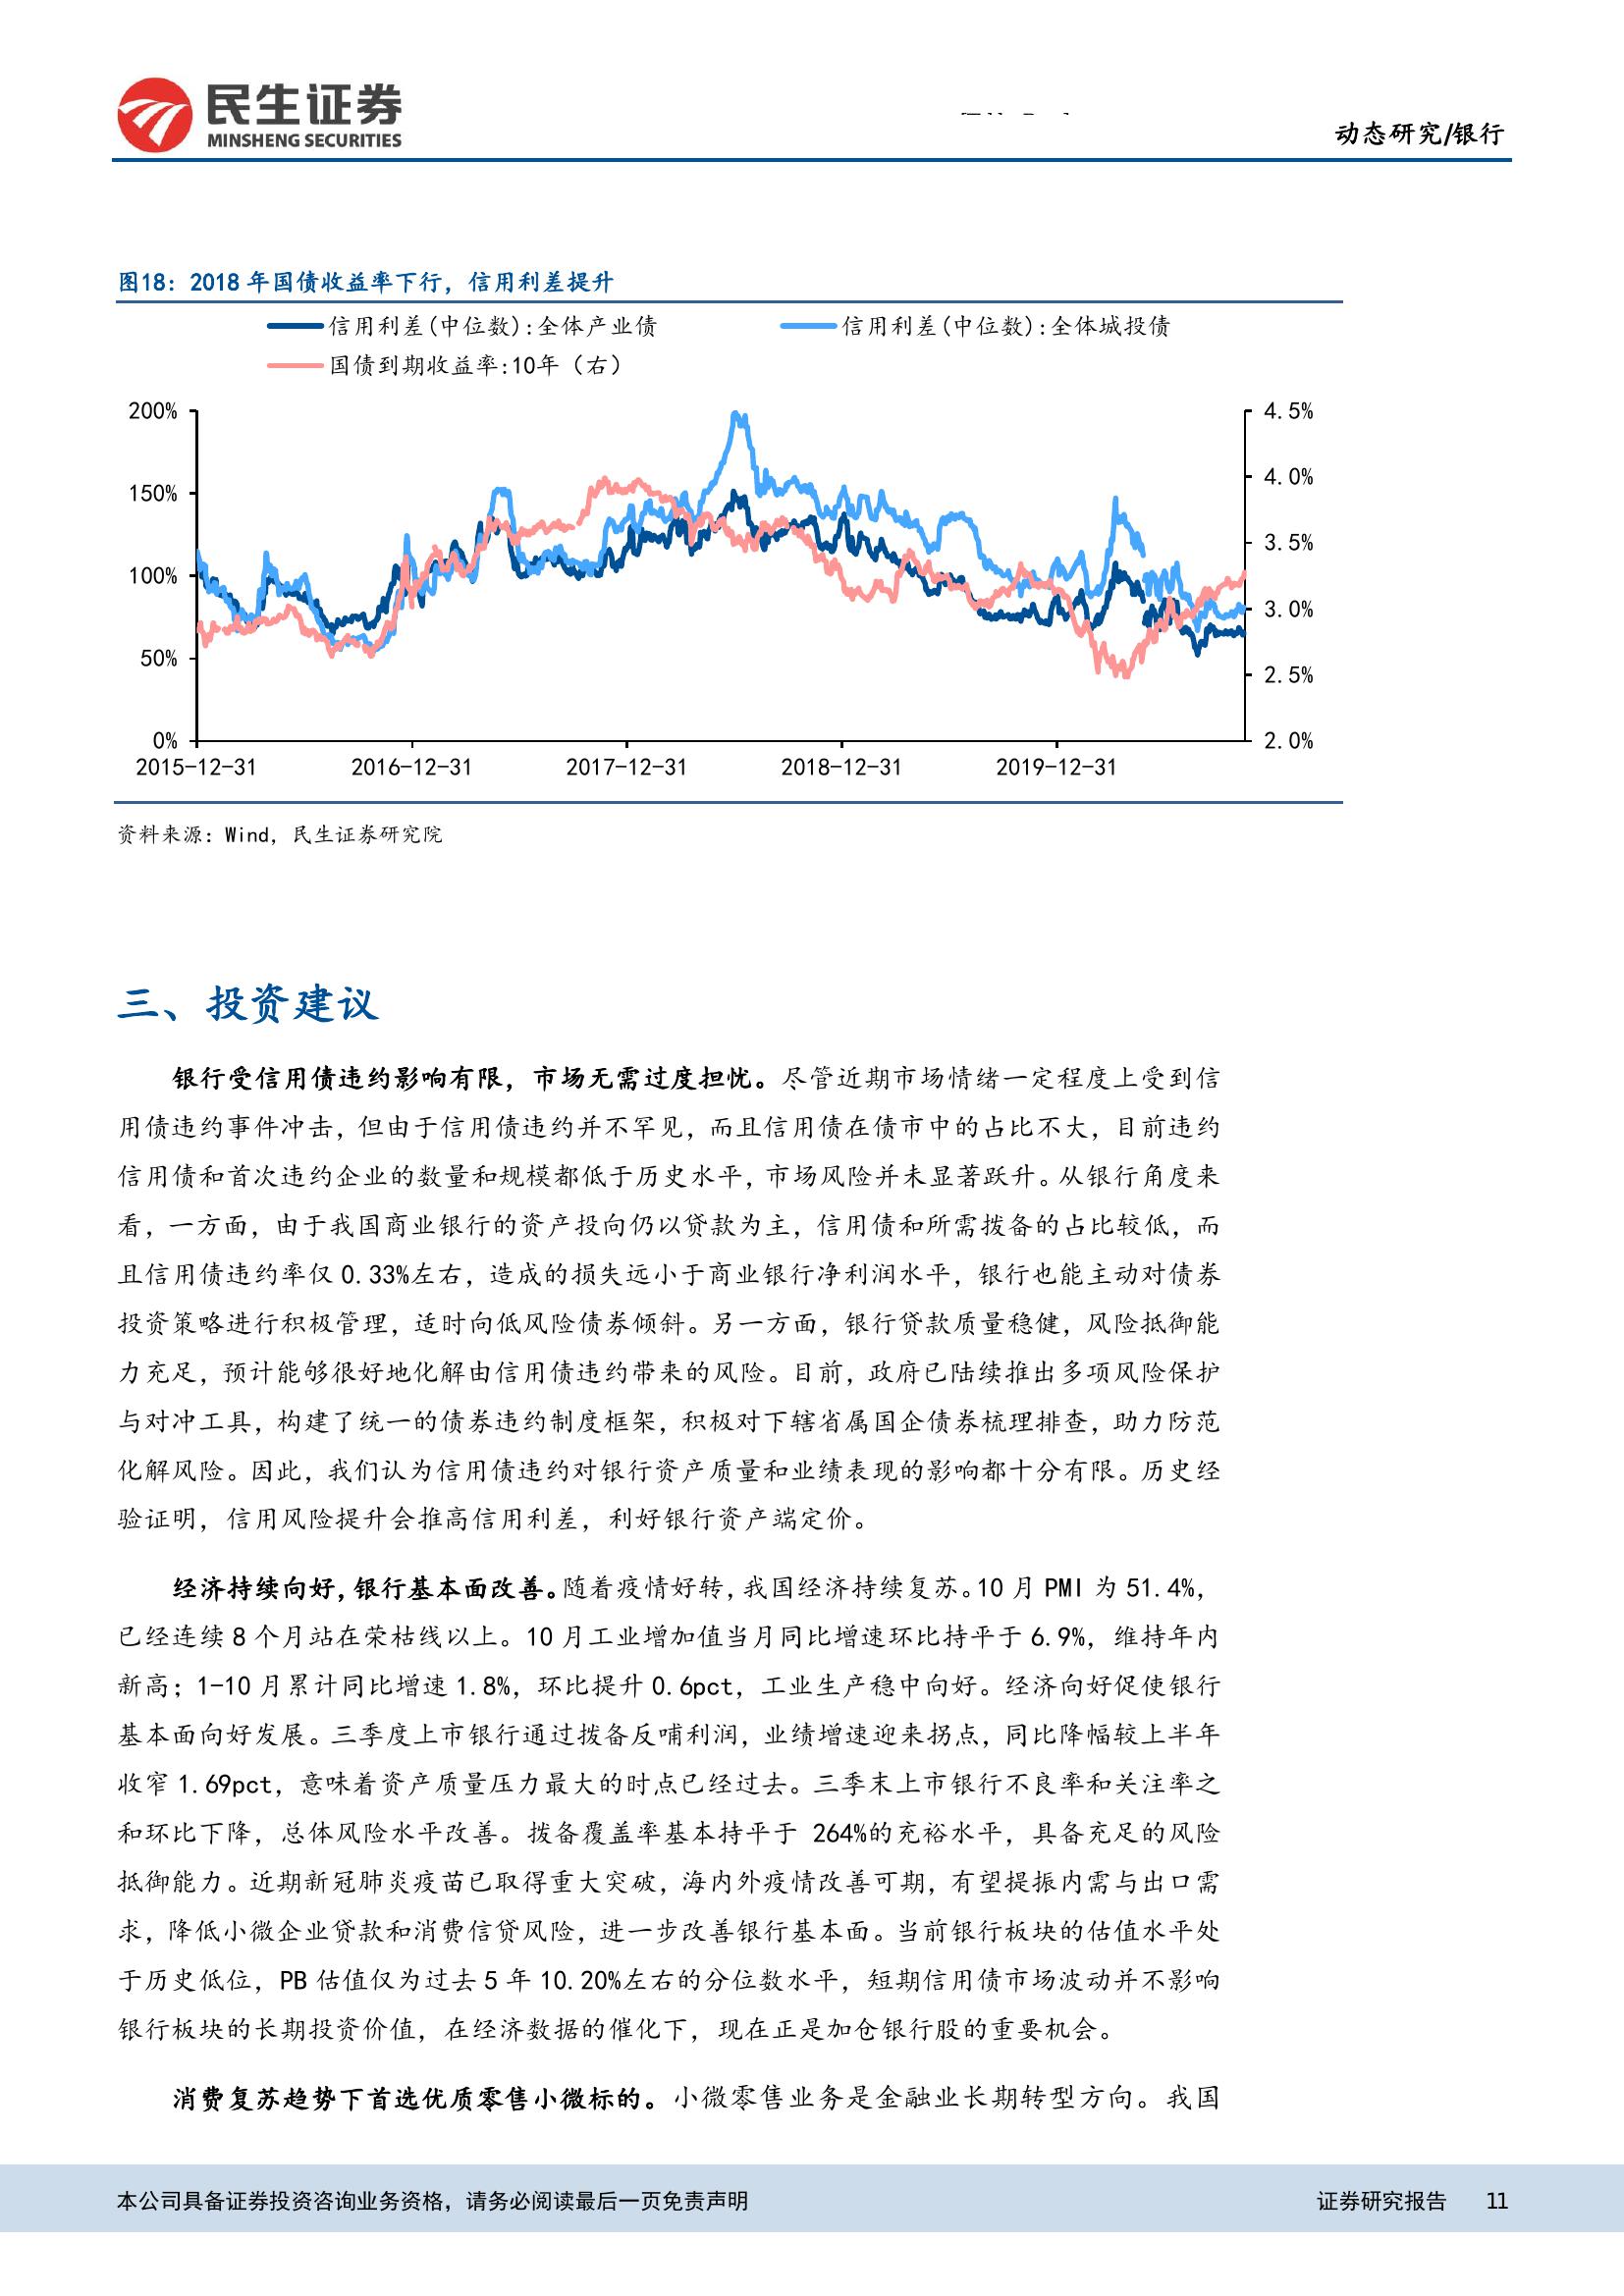 民生证券
MINSHENG SECURITIES
动态研究/银行
图18：2018 年国债收益率下行，信用利差提升
信用利差(中位数):全体产业债
信用利差(中位数):全体城投债
国债到期收益率:10年（右）
200%
150%
100%
50%
0%
4.5%
4.0%
3.5%
3.0%
2.5%
2.0%
2015-12-31
2016-12-31
2017-12-31
2018-12-31
2019-12-31
资料来源：Wind，民生证券研究院
三、投资建议
银行受信用债违约影响有限，市场无需过度担忧。尽管近期市场情绪一定程度上受到信
用债违约事件冲击，但由于信用债违约并不罕见，而且信用债在债市中的占比不大，目前违约
信用债和首次违约企业的数量和规模都低于历史水平，市场风险并未显著跃升。从银行角度来
看，一方面，由于我国商业银行的资产投向仍以贷款为主，信用债和所需拨备的占比较低，而
且信用债违约率仅 0.33%左右，造成的损失远小于商业银行净利润水平，银行也能主动对债券
投资策略进行积极管理，适时向低风险债券倾斜。另一方面，银行贷款质量稳健，风险抵御能
力充足，预计能够很好地化解由信用债违约带来的风险。目前，政府已陆续推出多项风险保护
与对冲工具，构建了统一的债券违约制度框架，积极对下辖省属国企债券梳理排查，助力防范
化解风险。因此，我们认为信用债违约对银行资产质量和业绩表现的影响都十分有限。历史经
验证明，信用风险提升会推高信用利差，利好银行资产端定价。
经济持续向好，银行基本面改善。随着疫情好转，我国经济持续复苏。10 月 PMI 为 51.4%，
已经连续 8 个月站在荣枯线以上。10 月工业增加值当月同比增速环比持平于 6.9%，维持年内
新高；1-10 月累计同比增速 1.8%，环比提升 0.6pct，工业生产稳中向好。经济向好促使银行
基本面向好发展。三季度上市银行通过拨备反哺利润，业绩增速迎来拐点，同比降幅较上半年
收窄 1.69pct，意味着资产质量压力最大的时点已经过去。三季末上市银行不良率和关注率之
和环比下降，总体风险水平改善。拨备覆盖率基本持平于 264%的充裕水平，具备充足的风险
抵御能力。近期新冠肺炎疫苗已取得重大突破，海内外疫情改善可期，有望提振内需与出口需
求，降低小微企业贷款和消费信贷风险，进一步改善银行基本面。当前银行板块的估值水平处
于历史低位，PB 估值仅为过去 5 年 10.20%左右的分位数水平，短期信用债市场波动并不影响
银行板块的长期投资价值，在经济数据的催化下，现在正是加仓银行股的重要机会。
消费复苏趋势下首选优质零售小微标的。小微零售业务是金融业长期转型方向。我国
本公司具备证券投资咨询业务资格，请务必阅读最后一页免责声明
证券研究报告 11